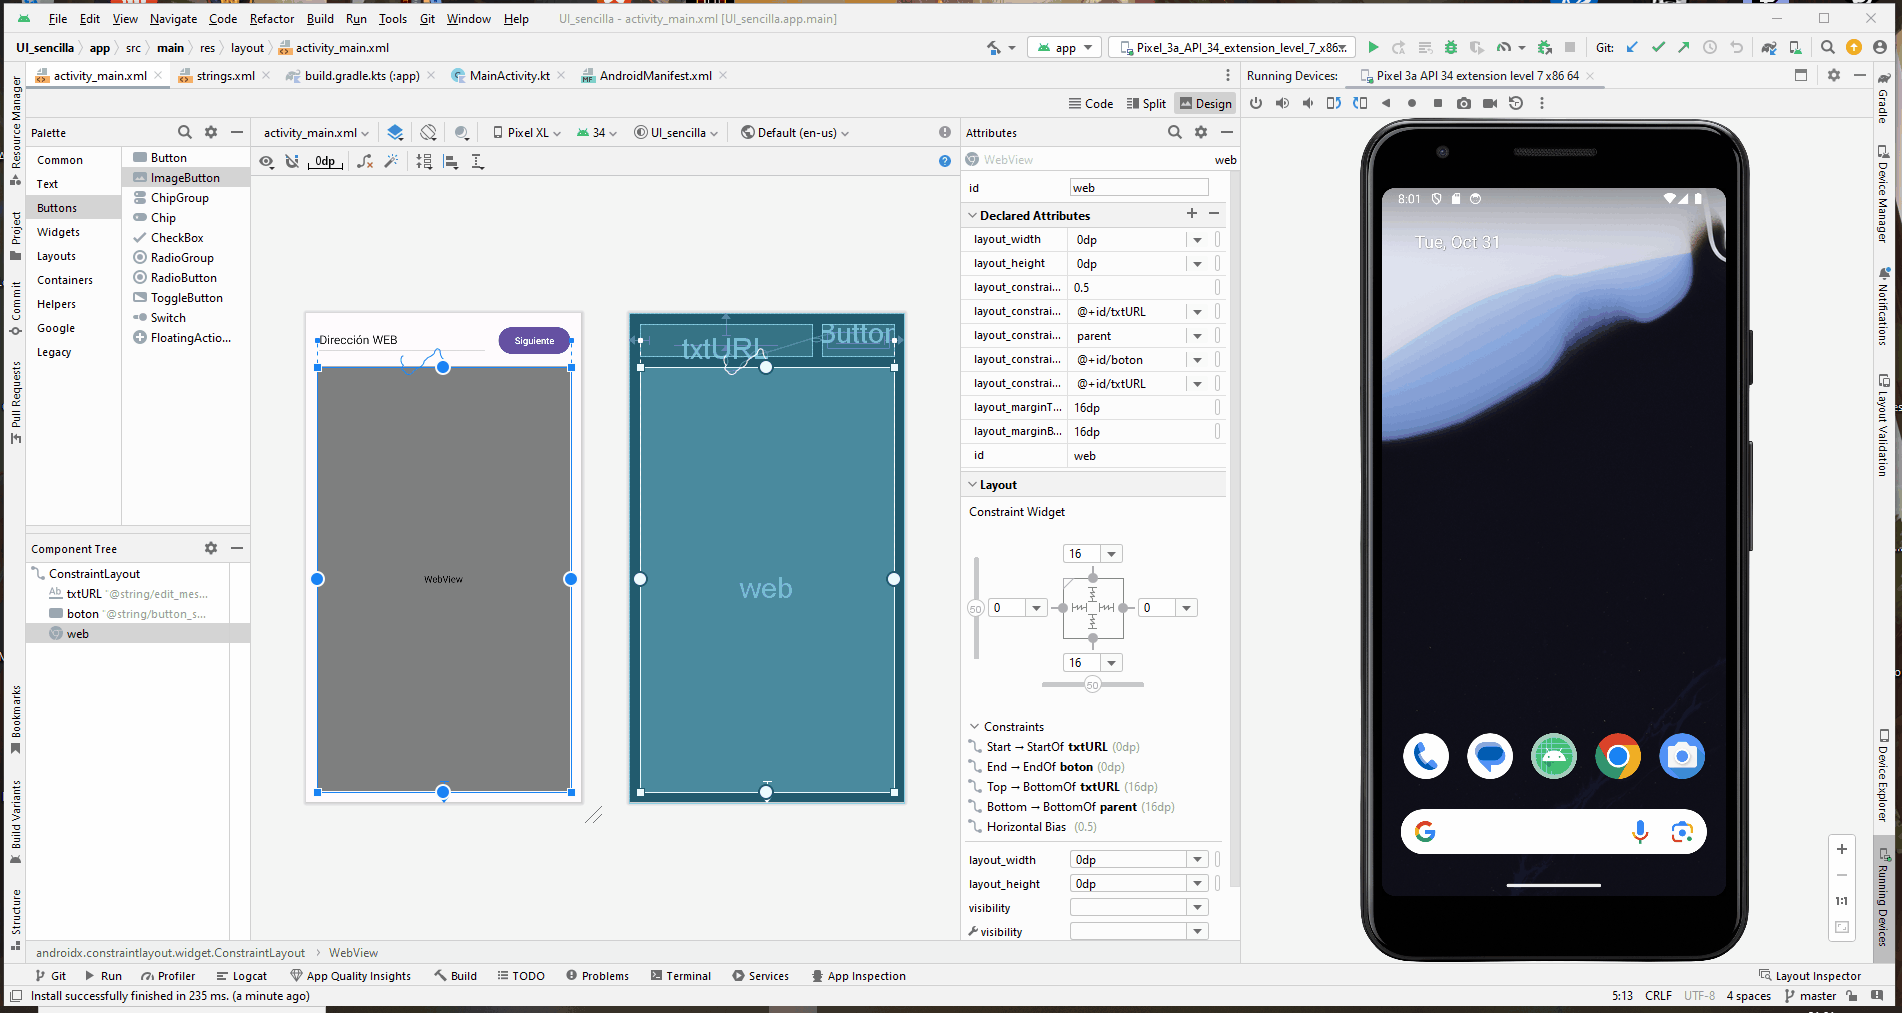 File Edit View Navigate Code Refactor Build Run Tools Git Window Help UI_sencilla - activity_main.xml [UI_sencilla.app.main]
UI_sencilla app src main res layout activity_main.xml app Pixel_3a_API_34_extension_level_7_x86 Git:
activity_main.xml strings.xml build.gradle.kts (:app) MainActivity.kt AndroidManifest.xml Running Devices: Pixel 3a API 34 extension level 7 x86 64
Code Split Design
Palette activity_main.xml Pixel XL 34 UI_sencilla Default (en-us) Attributes
0dp
Common
Text
Buttons
Widgets
Layouts
Containers
Helpers
Google
Legacy
Button
ImageButton
ChipGroup
Chip
CheckBox
RadioGroup
RadioButton
ToggleButton
Switch
FloatingActio...
Component Tree
ConstraintLayout
Ab txtURL "@string/edit_mes...
boton "@string/button_s...
web
Dirección WEB Siguiente
WebView
txtURL Button
web
WebView web
id web
Declared Attributes
layout_width 0dp
layout_height 0dp
layout_constrai... 0.5
layout_constrai... @+id/txtURL
layout_constrai... parent
layout_constrai... @+id/boton
layout_constrai... @+id/txtURL
layout_marginT... 16dp
layout_marginB... 16dp
id web
Layout
Constraint Widget
16
50 0 0
16
50
Constraints
Start → StartOf txtURL (0dp)
End → EndOf boton (0dp)
Top → BottomOf txtURL (16dp)
Bottom → BottomOf parent (16dp)
Horizontal Bias (0.5)
layout_width 0dp
layout_height 0dp
visibility
visibility
8:01
Tue, Oct 31
1:1
Resource Manager
Project
Commit
Pull Requests
Bookmarks
Build Variants
Structure
Gradle
Device Manager
Notifications
Layout Validation
Device Explorer
Running Devices
androidx.constraintlayout.widget.ConstraintLayout WebView
Git Run Profiler Logcat App Quality Insights Build TODO Problems Terminal Services App Inspection Layout Inspector
Install successfully finished in 235 ms. (a minute ago) 5:13 CRLF UTF-8 4 spaces master